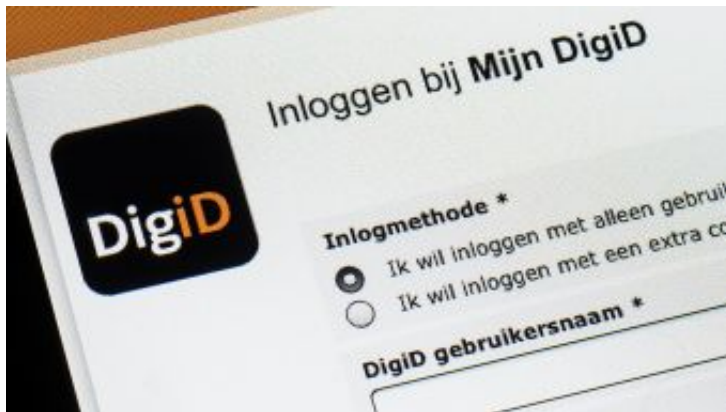 Inloggen bij Mijn DigiD
DigiD
Inlogmethode *
Ik wil inloggen met alleen
Ik wil inloggen met een extra
DigiD gebruikersnaam *